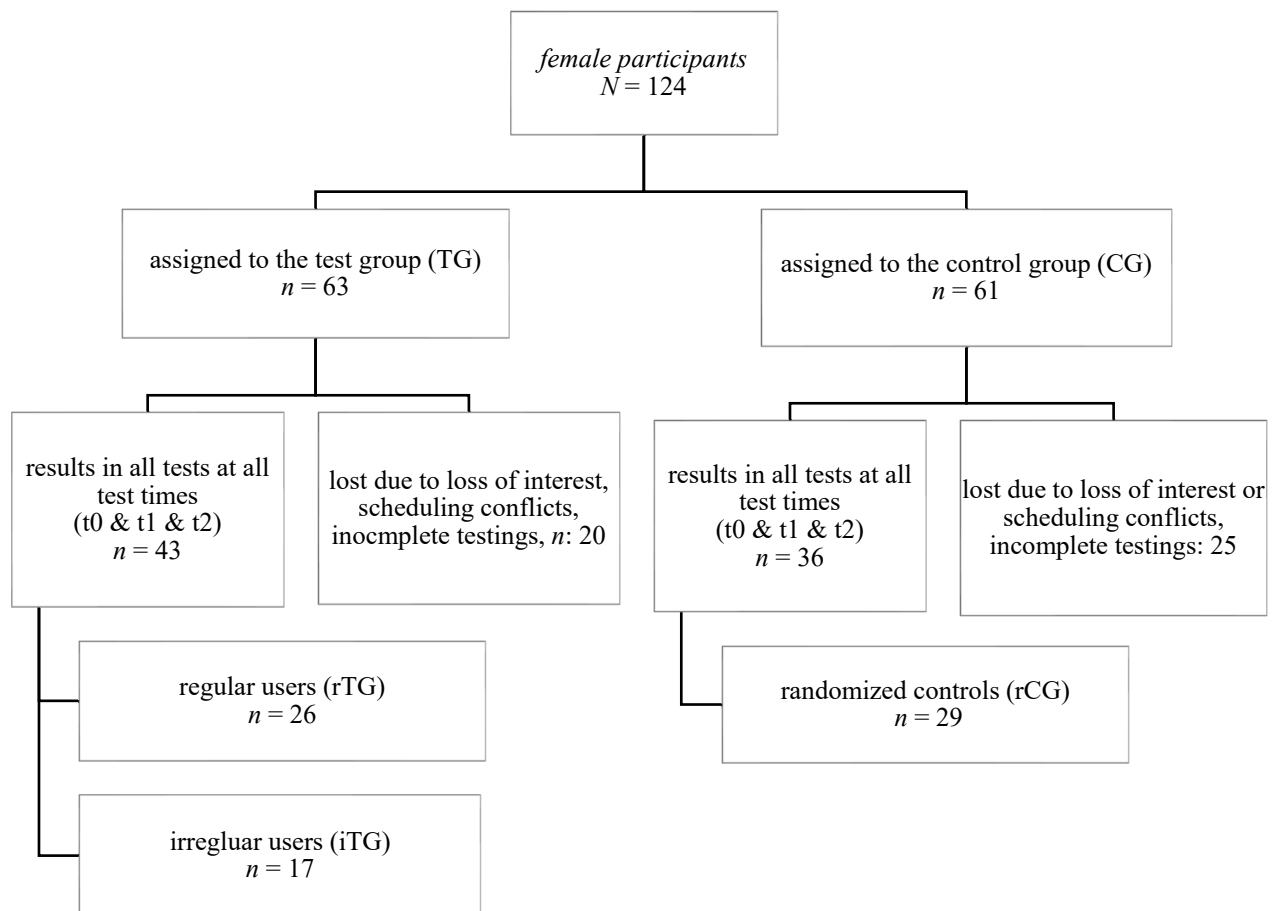 female participants
N = 124
assigned to the test group (TG)
n = 63
assigned to the control group (CG)
n = 61
results in all tests at all
test times
(t0 & t1 & t2)
n = 43
lost due to loss of interest,
scheduling conflicts,
inocmplete testings, n: 20
results in all tests at all
test times
(t0 & t1 & t2)
n = 36
lost due to loss of interest or
scheduling conflicts,
incomplete testings: 25
regular users (rTG)
n = 26
randomized controls (rCG)
n = 29
irregluar users (iTG)
n = 17